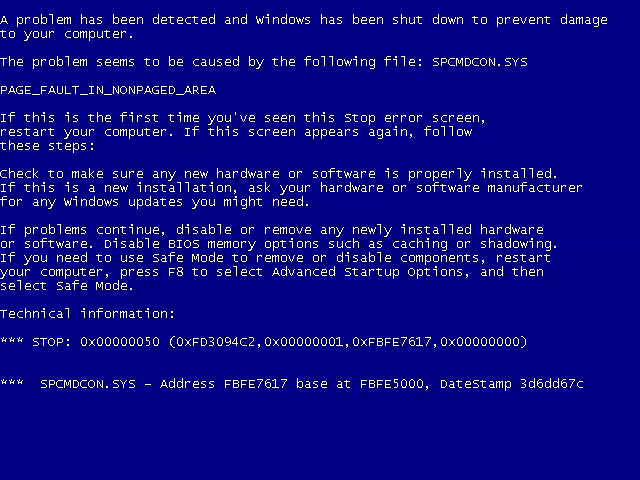 A problem has been detected and Windows has been shut down to prevent damage
to your computer.
The problem seems to be caused by the following file: SPCMDCON.SYS
PAGE_FAULT_IN_NONPAGED_AREA
If this is the first time you've seen this Stop error screen,
restart your computer. If this screen appears again, follow
these steps:
Check to make sure any new hardware or software is properly installed.
If this is a new installation, ask your hardware or software manufacturer
for any Windows updates you might need.
If problems continue, disable or remove any newly installed hardware
or software. Disable BIOS memory options such as caching or shadowing.
If you need to use Safe Mode to remove or disable components, restart
your computer, press F8 to select Advanced Startup Options, and then
select Safe Mode.
Technical information:
*** STOP: 0x00000050 (0xFD3094C2,0x00000001,0xFBFE7617,0x00000000)
*** SPCMDCON.SYS – Address FBFE7617 base at FBFE5000, DateStamp 3d6dd67c